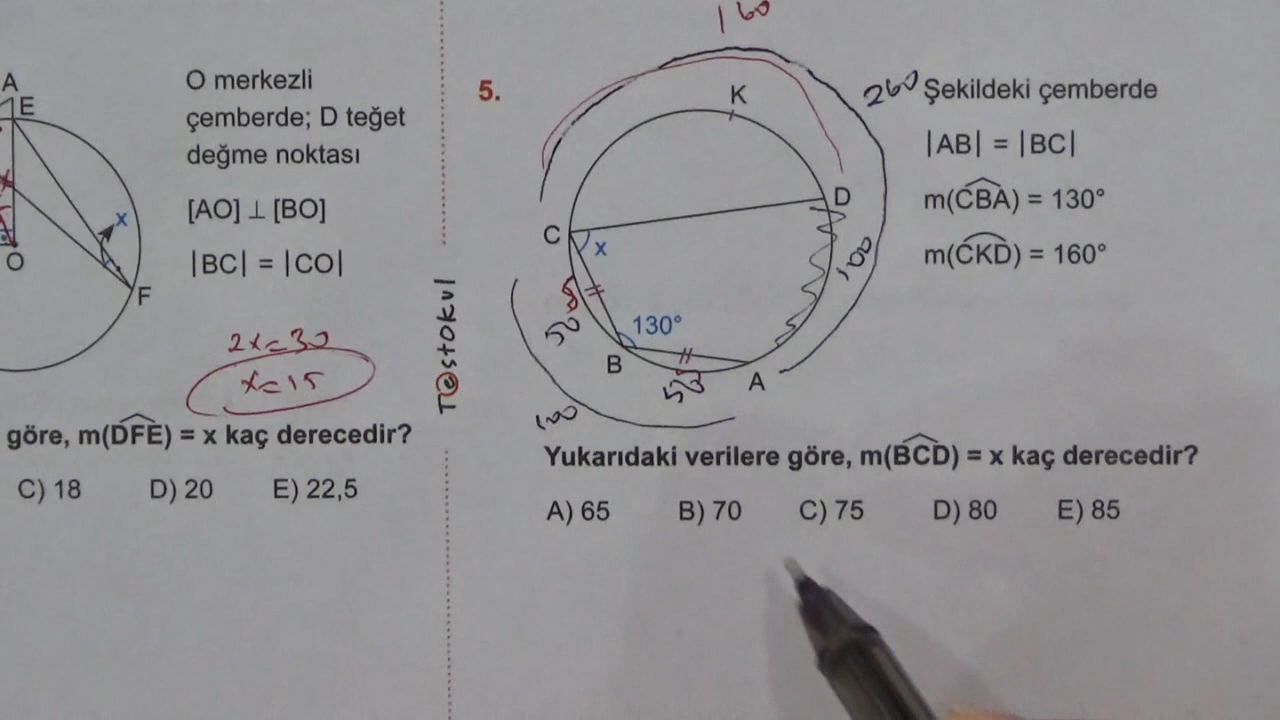 A
E
x
O
F
O merkezli
çemberde; D teğet
değme noktası
[AO] ⊥ [BO]
|BC| = |CO|
2x=30
x=15
göre, m(DFE) = x kaç derecedir?
C) 18 D) 20 E) 22,5
Testokul
5.
160
260
K
D
C
x
130°
B
A
50
50
100
100
Şekildeki çemberde
|AB| = |BC|
m(CBA) = 130°
m(CKD) = 160°
Yukarıdaki verilere göre, m(BCD) = x kaç derecedir?
A) 65 B) 70 C) 75 D) 80 E) 85